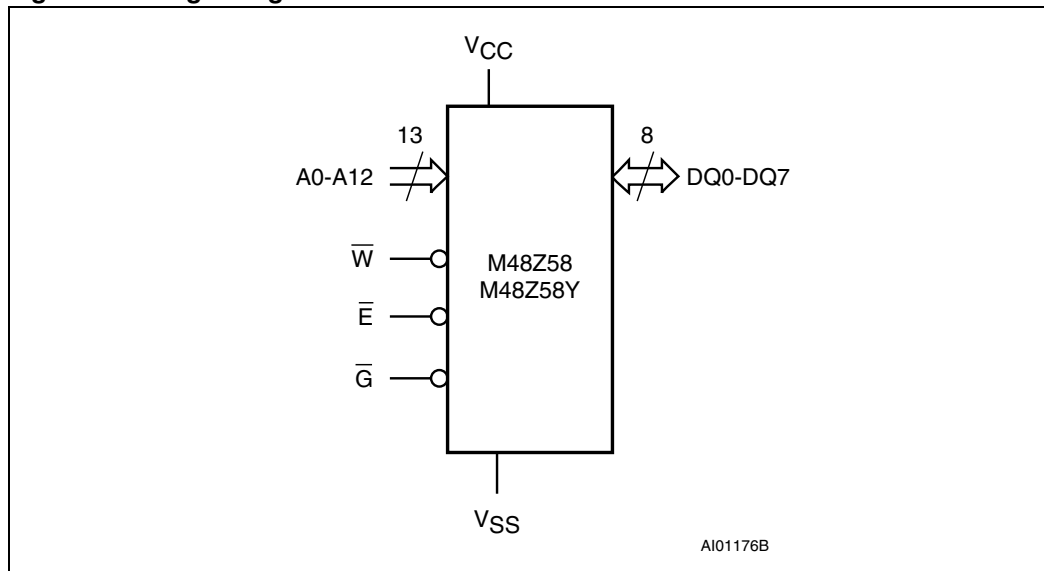 VCC
13
8
A0-A12
DQ0-DQ7
W̅
M48Z58
M48Z58Y
E̅
G̅
VSS
AI01176B